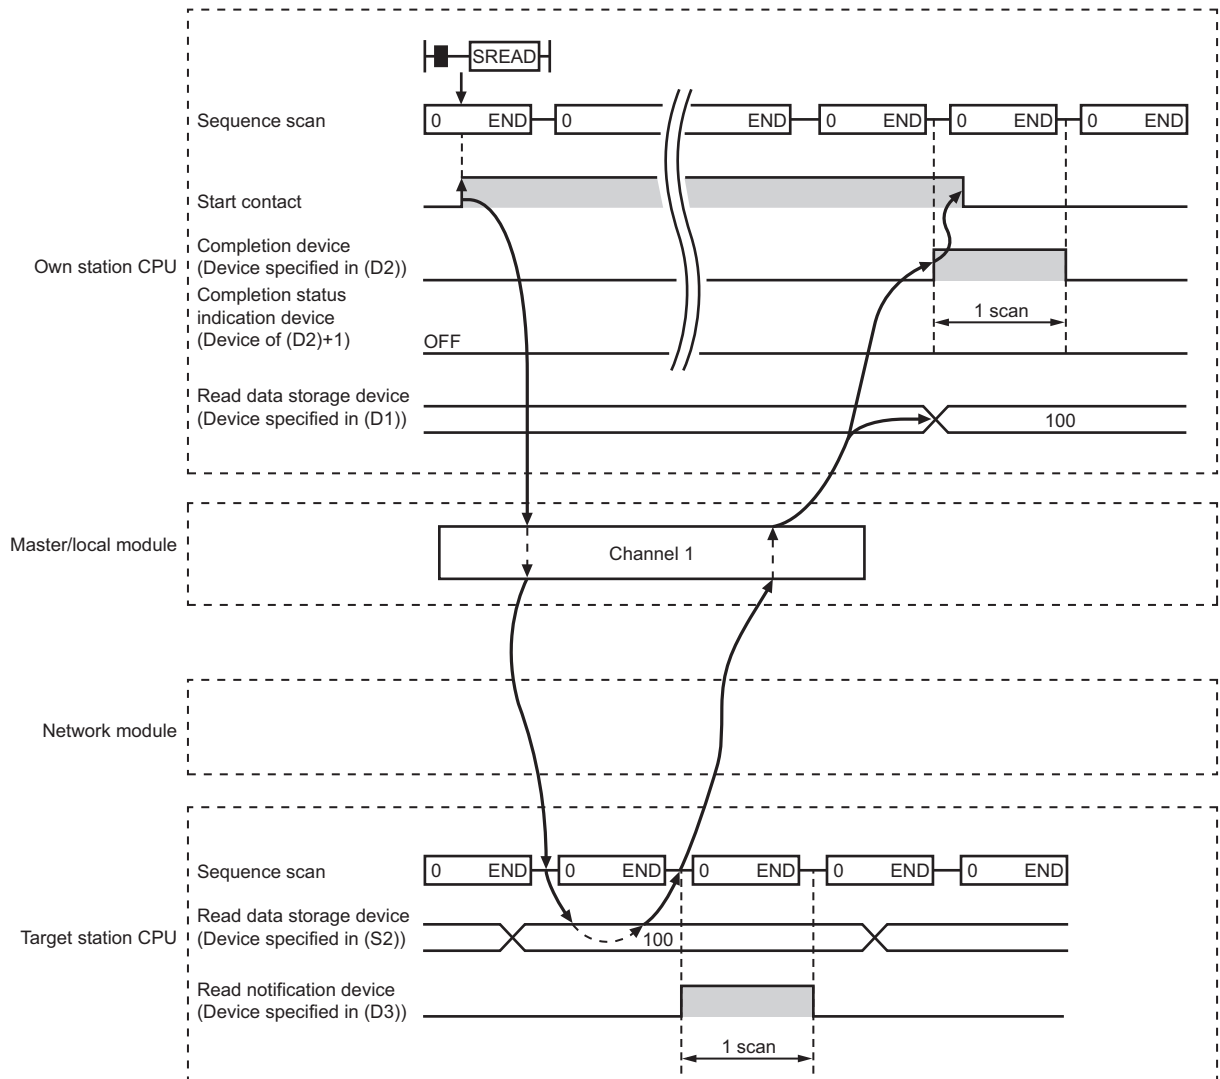 SREAD
Sequence scan
0 END 0 END 0 END 0 END 0 END
Start contact
Own station CPU
Completion device
(Device specified in (D2))
Completion status
indication device
(Device of (D2)+1)
OFF
1 scan
Read data storage device
(Device specified in (D1))
100
Master/local module
Channel 1
Network module
Target station CPU
Sequence scan
0 END 0 END 0 END 0 END 0 END
Read data storage device
(Device specified in (S2))
100
Read notification device
(Device specified in (D3))
1 scan